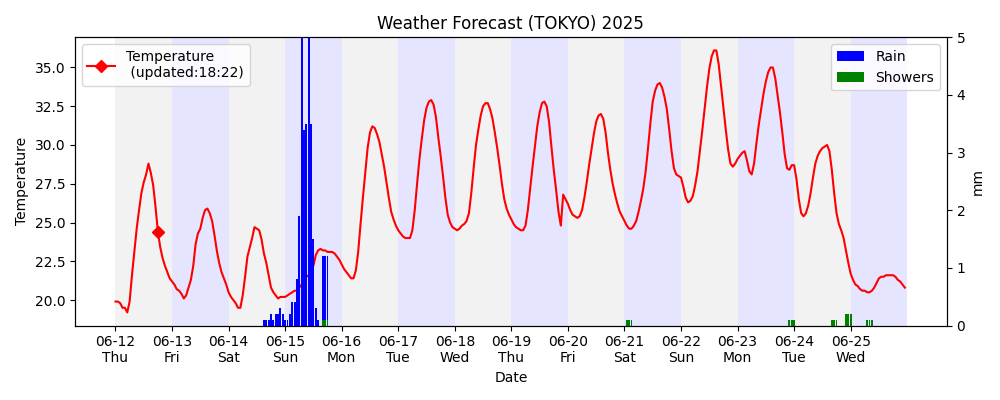 Weather Forecast (TOKYO) 2025
Temperature
(updated:18:22)
Rain
Showers
Temperature
35.0
32.5
30.0
27.5
25.0
22.5
20.0
5
4
3
2
1
0
mm
06-12 06-13 06-14 06-15 06-16 06-17 06-18 06-19 06-20 06-21 06-22 06-23 06-24 06-25
Thu Fri Sat Sun Mon Tue Wed Thu Fri Sat Sun Mon Tue Wed
Date